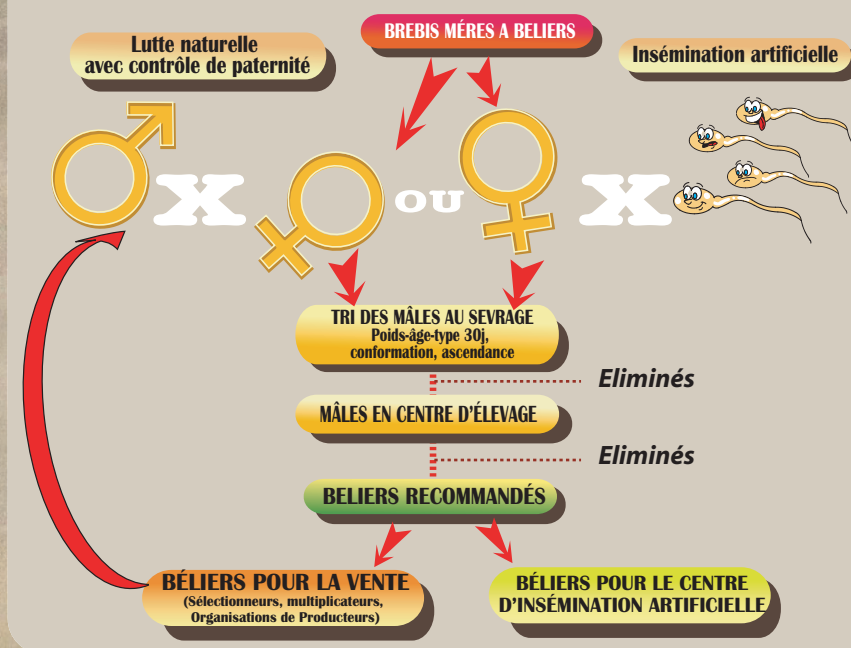 Lutte naturelle
avec contrôle de paternité
BREBIS MÉRES A BELIERS
Insémination artificielle
X
OU
X
TRI DES MÂLES AU SEVRAGE
Poids-âge-type 30j,
conformation, ascendance
Eliminés
MÂLES EN CENTRE D'ÉLEVAGE
Eliminés
BELIERS RECOMMANDÉS
BÉLIERS POUR LA VENTE
(Sélectionneurs, multiplicateurs,
Organisations de Producteurs)
BÉLIERS POUR LE CENTRE
D'INSÉMINATION ARTIFICIELLE